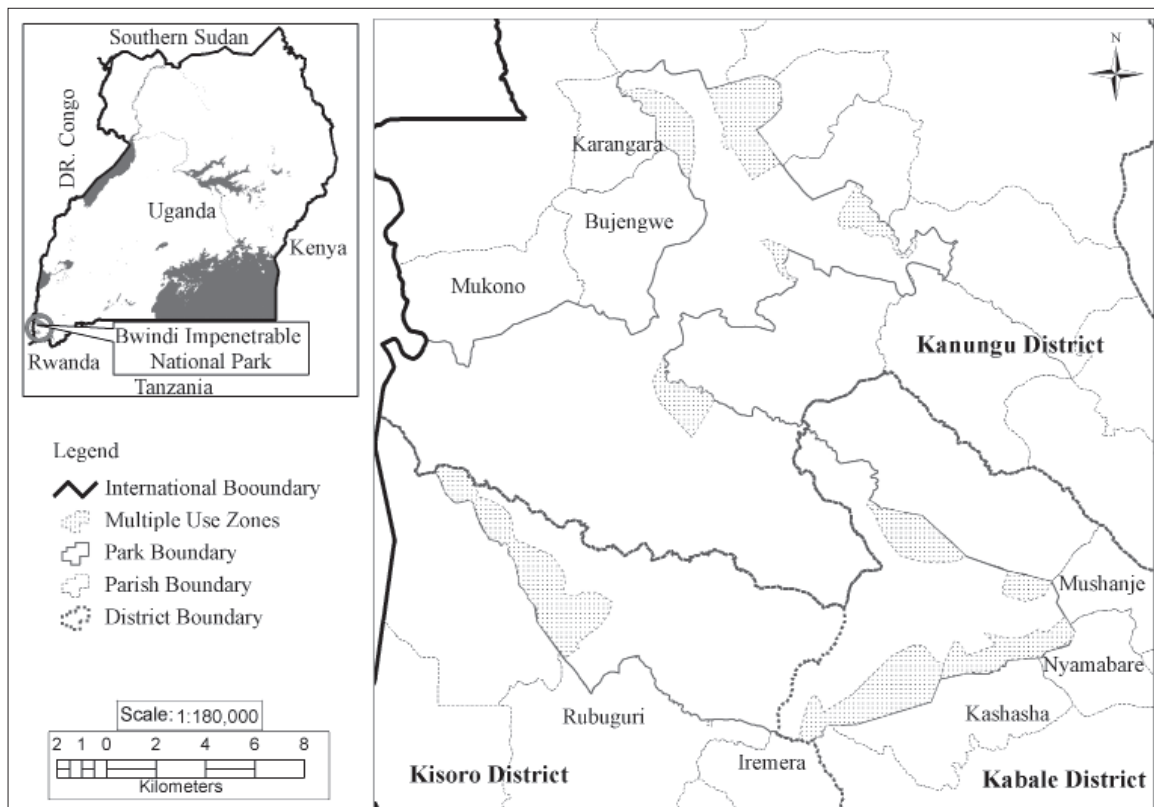 Southern Sudan
DR. Congo
Uganda
Kenya
Bwindi Impenetrable
National Park
Rwanda
Tanzania
Legend
International Booundary
Multiple Use Zones
Park Boundary
Parish Boundary
District Boundary
Scale: 1:180,000
2 1 0 2 4 6 8
Kilometers
N
Karangara
Bujengwe
Mukono
Kanungu District
Mushanje
Nyamabare
Rubuguri
Kashasha
Iremera
Kisoro District
Kabale District